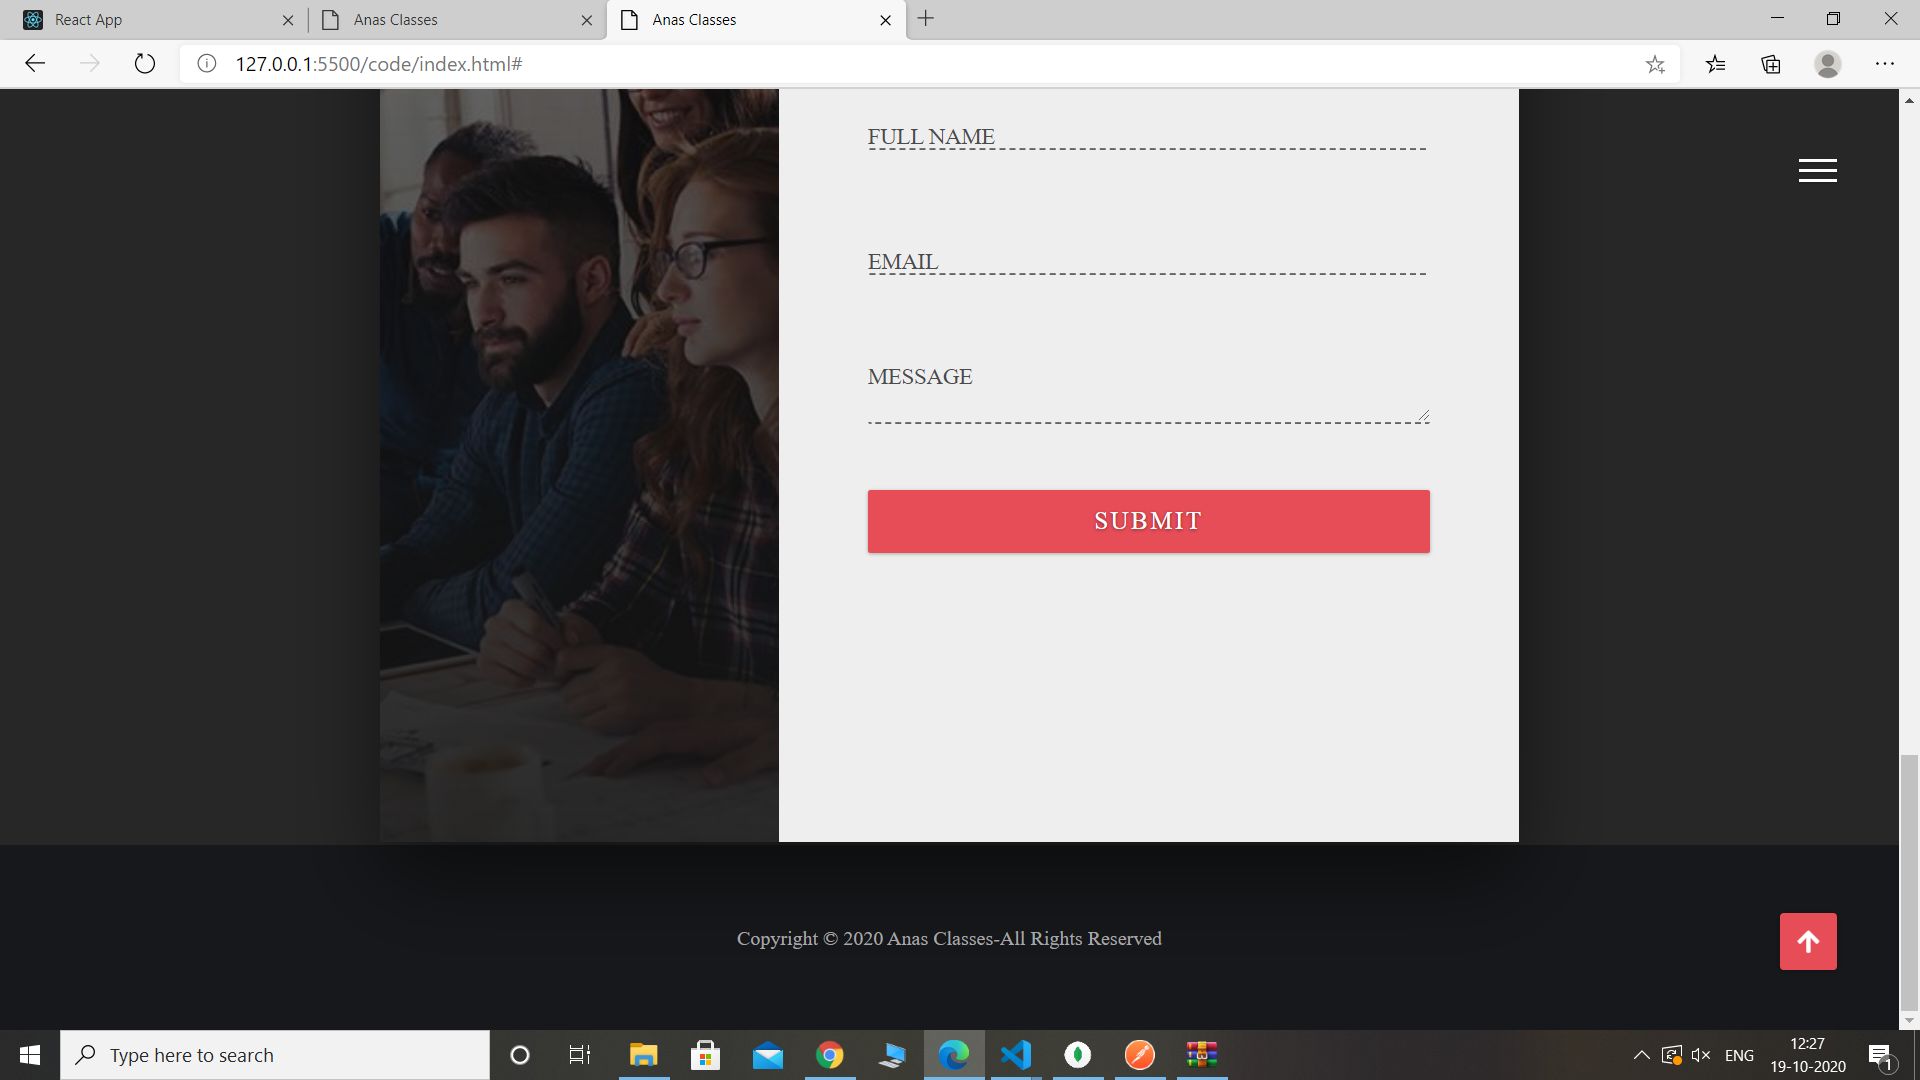 React App
Anas Classes
Anas Classes
127.0.0.1:5500/code/index.html#
FULL NAME
EMAIL
MESSAGE
SUBMIT
Copyright © 2020 Anas Classes-All Rights Reserved
Type here to search
ENG
12:27
19-10-2020
1